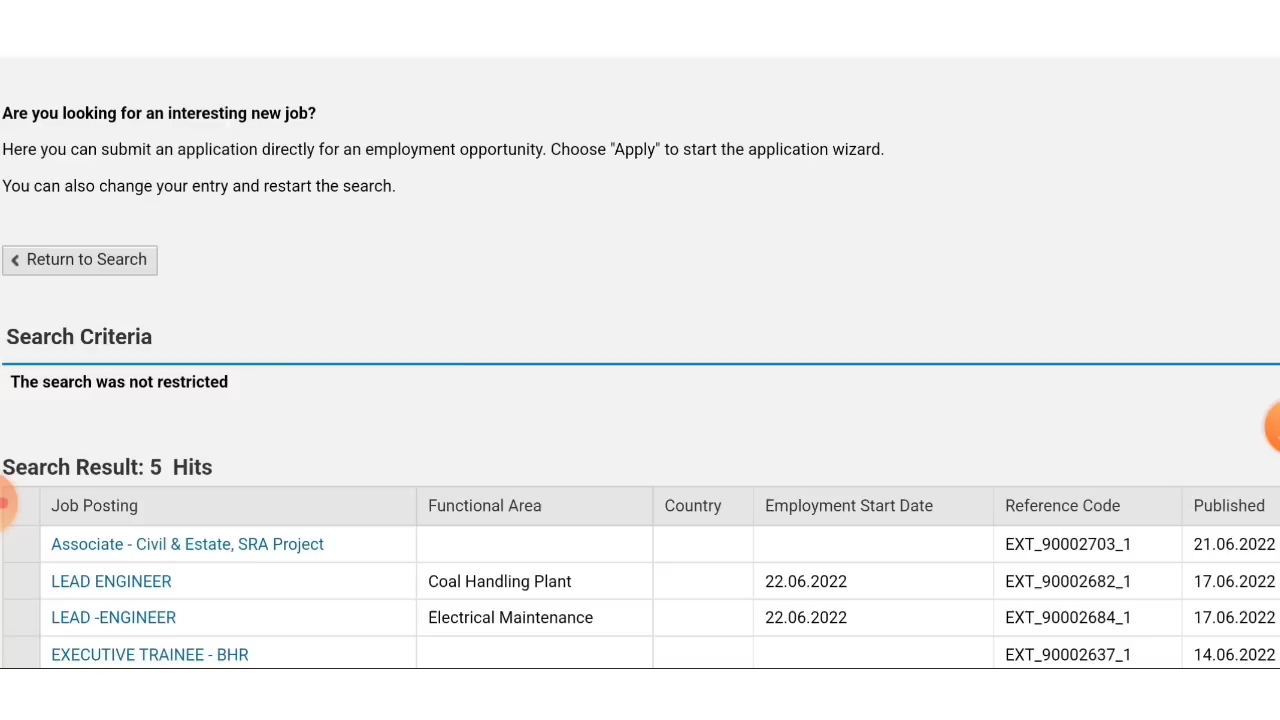 Are you looking for an interesting new job?
Here you can submit an application directly for an employment opportunity. Choose "Apply" to start the application wizard.
You can also change your entry and restart the search.
Return to Search
Search Criteria
The search was not restricted
Search Result: 5 Hits
Job Posting Functional Area Country Employment Start Date Reference Code Published
Associate - Civil & Estate, SRA Project EXT_90002703_1 21.06.2022
LEAD ENGINEER Coal Handling Plant 22.06.2022 EXT_90002682_1 17.06.2022
LEAD -ENGINEER Electrical Maintenance 22.06.2022 EXT_90002684_1 17.06.2022
EXECUTIVE TRAINEE - BHR EXT_90002637_1 14.06.2022